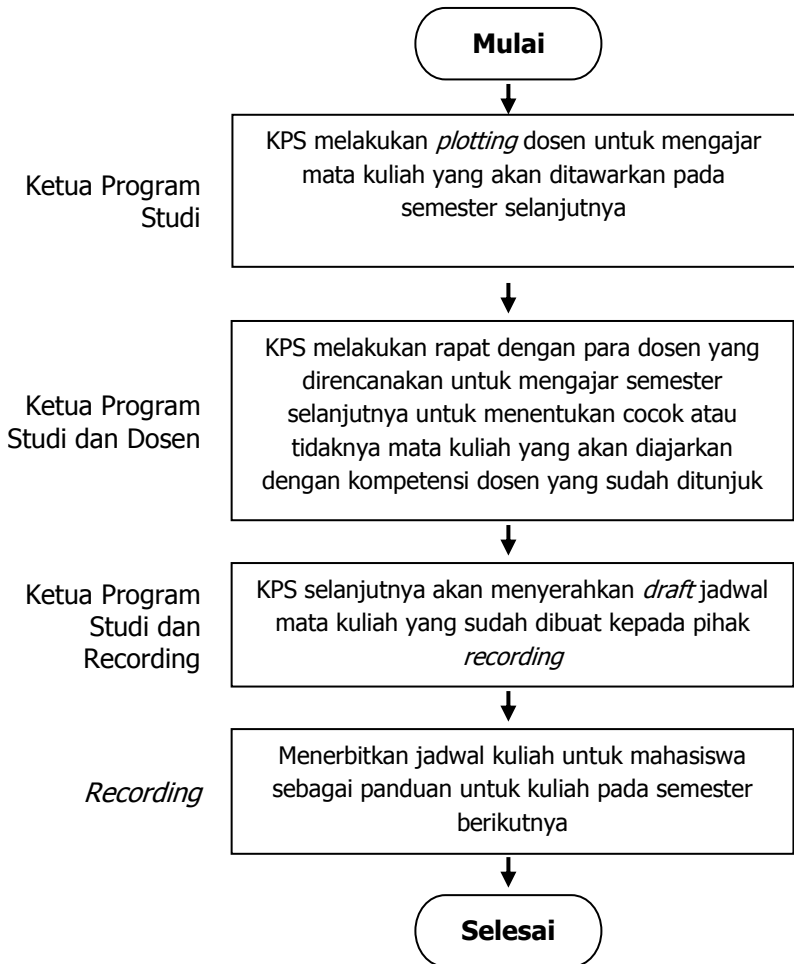 Mulai
Ketua Program
Studi
KPS melakukan plotting dosen untuk mengajar
mata kuliah yang akan ditawarkan pada
semester selanjutnya
Ketua Program
Studi dan Dosen
KPS melakukan rapat dengan para dosen yang
direncanakan untuk mengajar semester
selanjutnya untuk menentukan cocok atau
tidaknya mata kuliah yang akan diajarkan
dengan kompetensi dosen yang sudah ditunjuk
Ketua Program
Studi dan
Recording
KPS selanjutnya akan menyerahkan draft jadwal
mata kuliah yang sudah dibuat kepada pihak
recording
Recording
Menerbitkan jadwal kuliah untuk mahasiswa
sebagai panduan untuk kuliah pada semester
berikutnya
Selesai